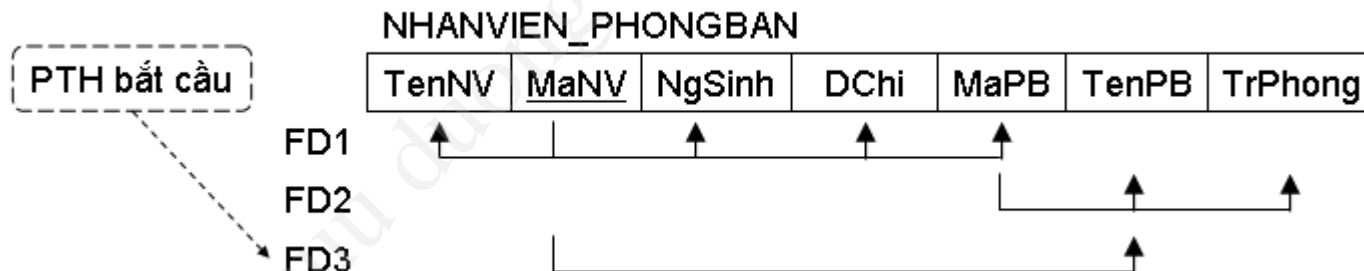 NHANVIEN_PHONGBAN
PTH bắt cầu
TenNV MaNV NgSinh DChi MaPB TenPB TrPhong
FD1
FD2
FD3